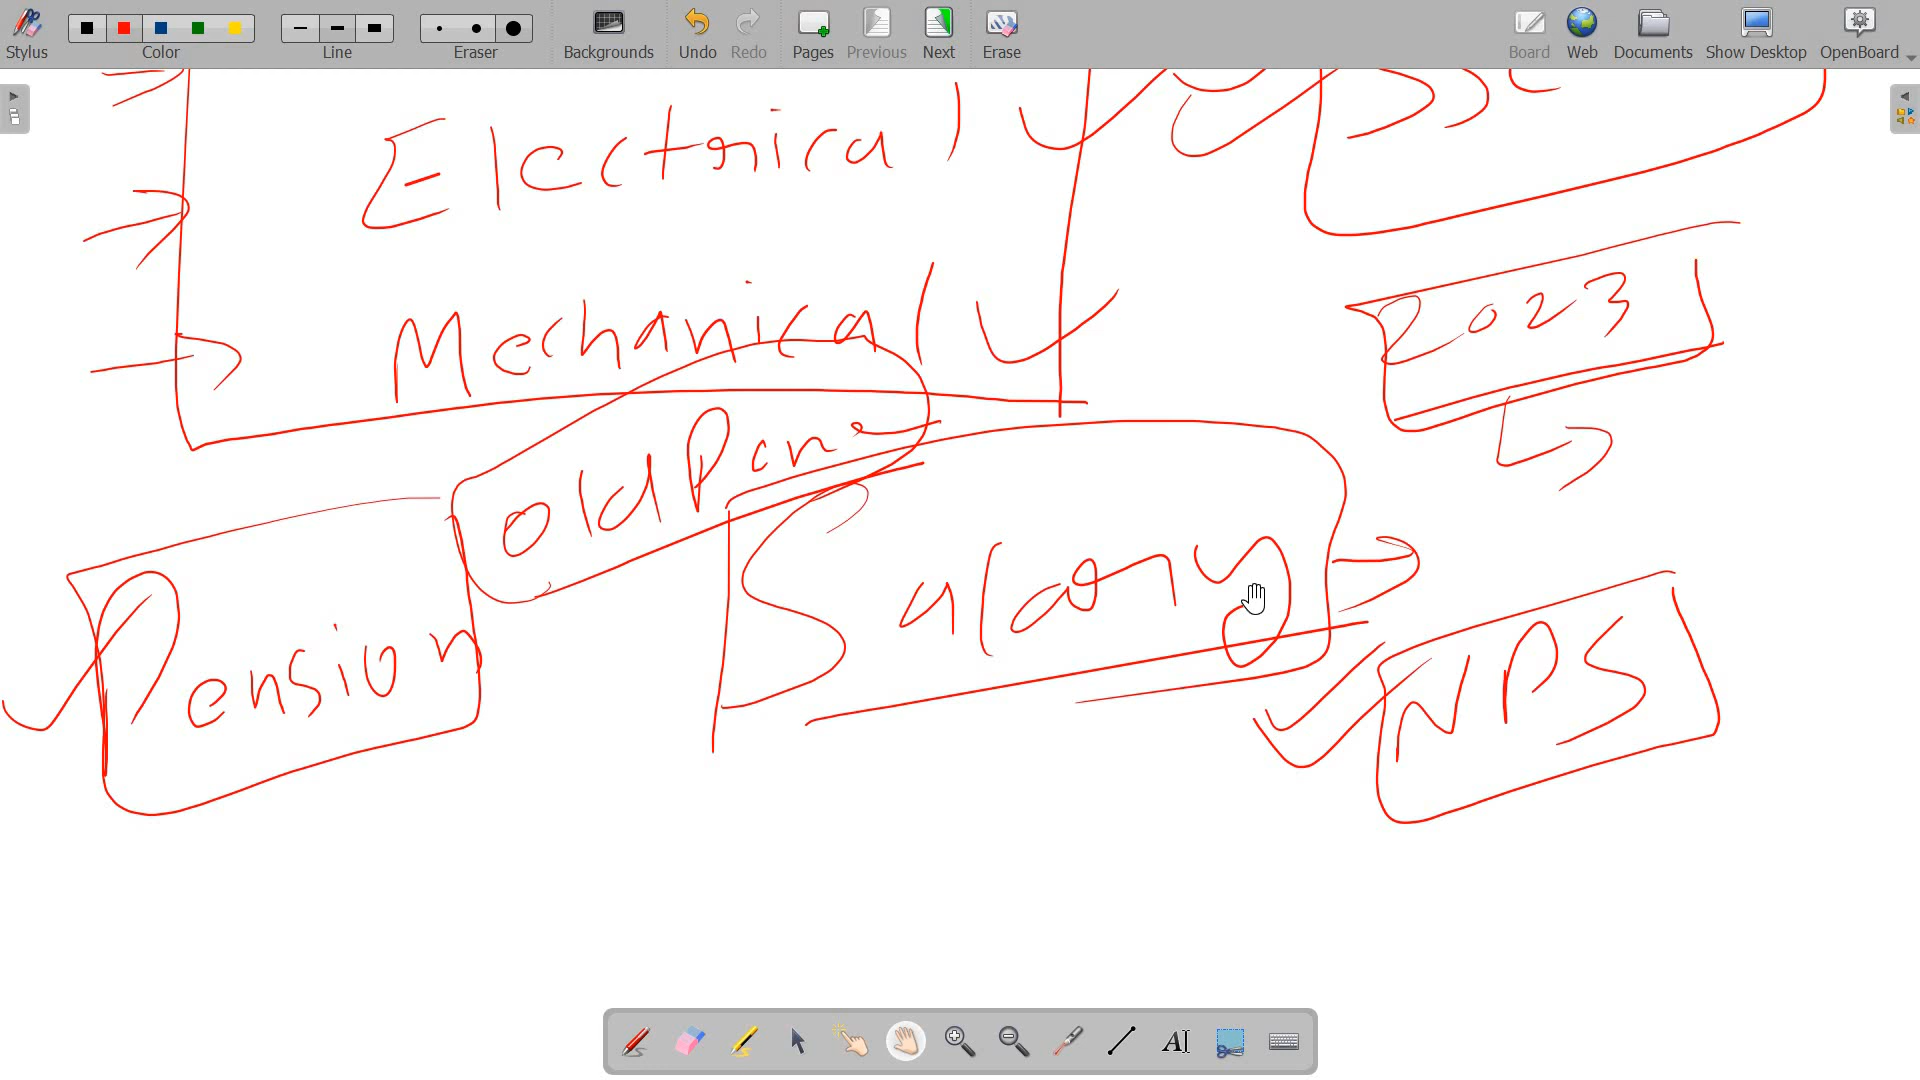 Stylus Color Line Eraser Backgrounds Undo Redo Pages Previous Next Erase Board Web Documents Show Desktop OpenBoard
Electrical
Mechanical
2023
old
Pension
Salary
NPS
AI